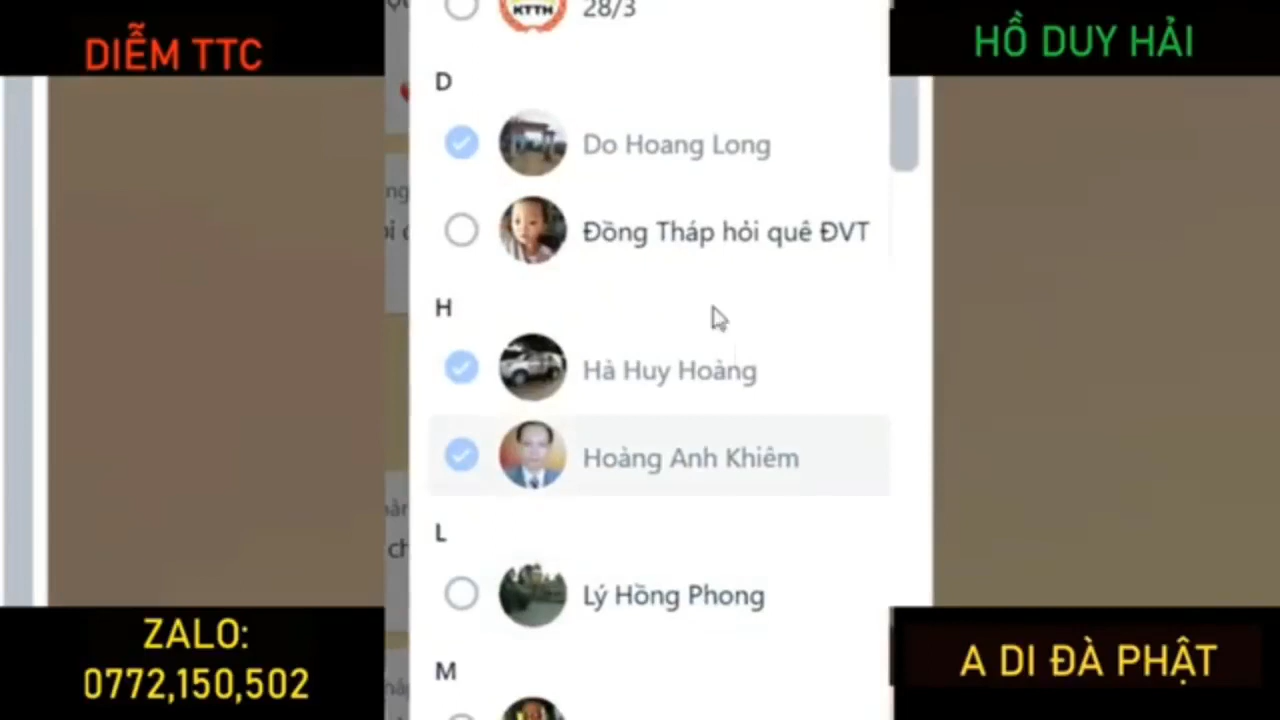 DIỄM TTC
HỒ DUY HẢI
KTTH
28/3
D
Do Hoang Long
Đồng Tháp hỏi quê ĐVT
H
Hà Huy Hoàng
Hoàng Anh Khiêm
L
Lý Hồng Phong
M
ZALO:
0772,150,502
A DI ĐÀ PHẬT